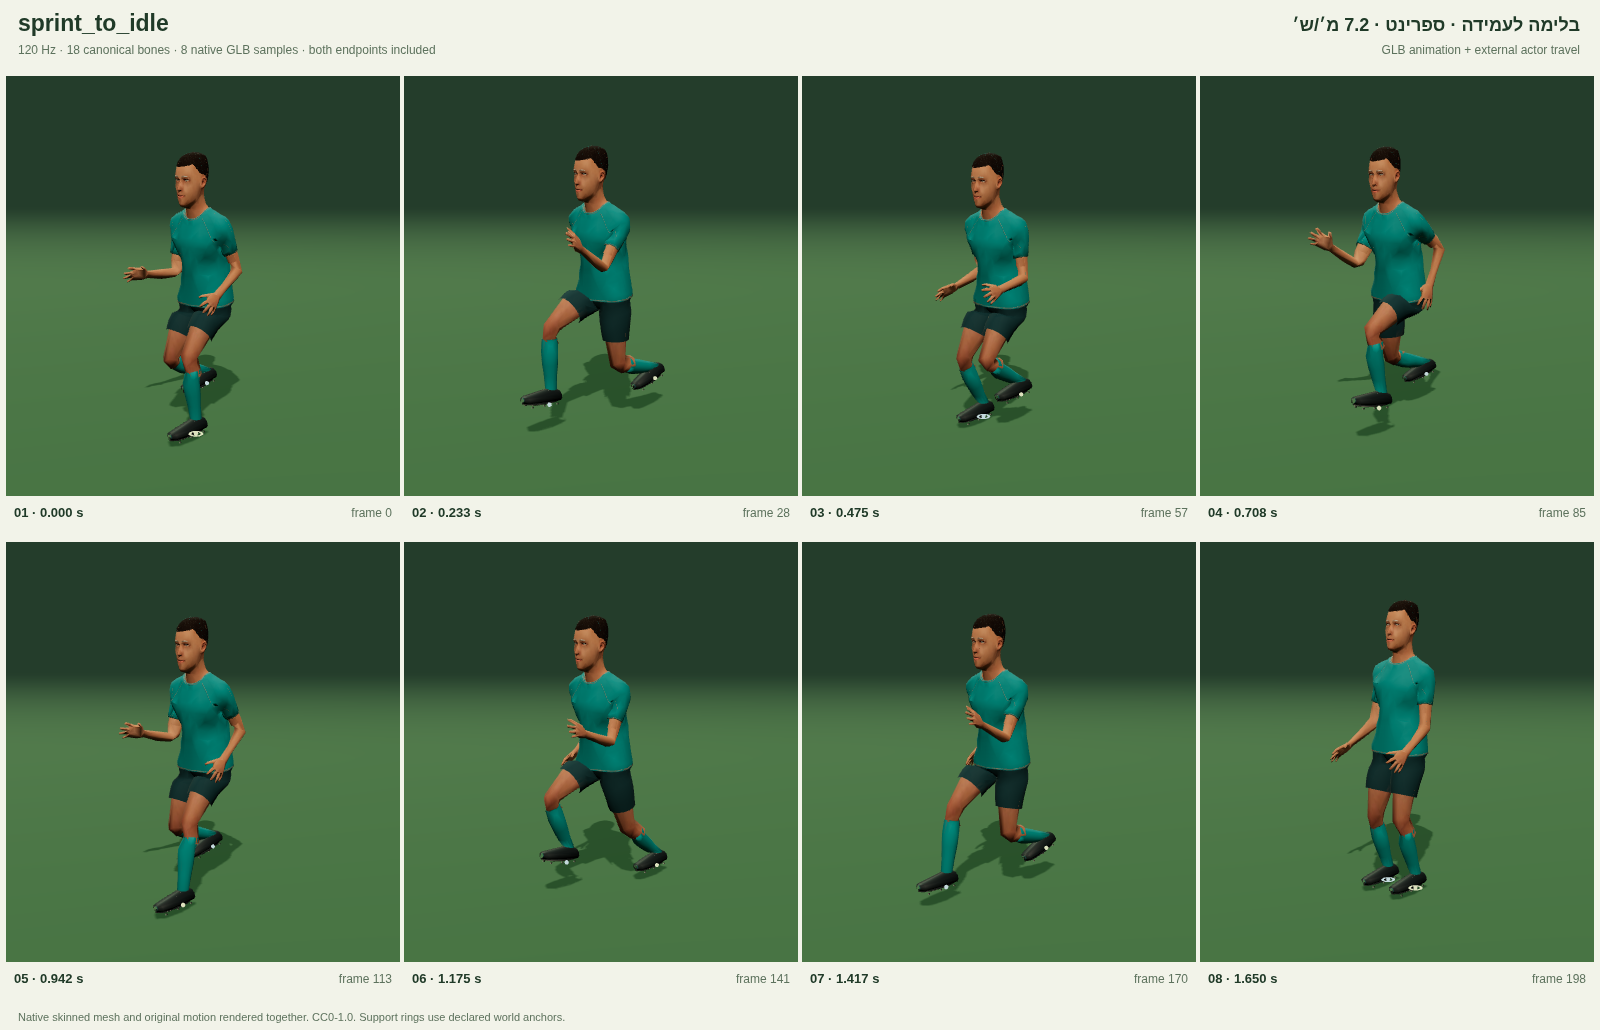 sprint_to_idle
בלימה לעמידה · ספרינט · 7.2 מ׳/ש׳
120 Hz · 18 canonical bones · 8 native GLB samples · both endpoints included
GLB animation + external actor travel
01 · 0.000 s
frame 0
02 · 0.233 s
frame 28
03 · 0.475 s
frame 57
04 · 0.708 s
frame 85
05 · 0.942 s
frame 113
06 · 1.175 s
frame 141
07 · 1.417 s
frame 170
08 · 1.650 s
frame 198
Native skinned mesh and original motion rendered together. CC0-1.0. Support rings use declared world anchors.